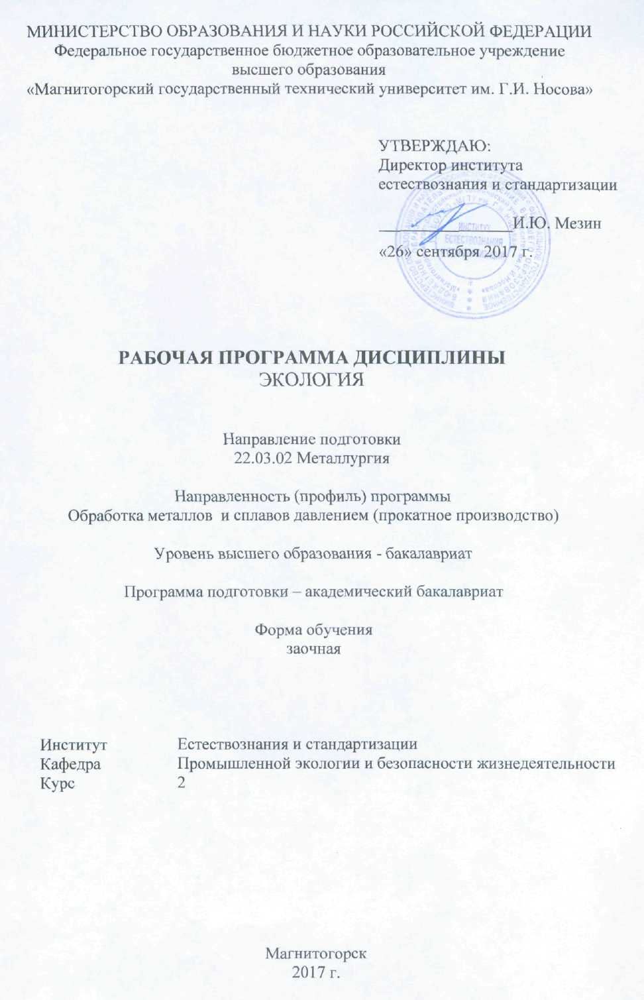 МИНИСТЕРСТВО ОБРАЗОВАНИЯ И НАУКИ РОССИЙСКОЙ ФЕДЕРАЦИИ
Федеральное государственное бюджетное образовательное учреждение
высшего образования
«Магнитогорский государственный технический университет им. Г.И. Носова»
УТВЕРЖДАЮ:
Директор института
естествознания и стандартизации
И.Ю. Мезин
ИНСТИТУТ
ЕСТЕСТВОЗНАНИЯ
«26» сентября 2017 г.
РАБОЧАЯ ПРОГРАММА ДИСЦИПЛИНЫ
ЭКОЛОГИЯ
Направление подготовки
22.03.02 Металлургия
Направленность (профиль) программы
Обработка металлов и сплавов давлением (прокатное производство)
Уровень высшего образования - бакалавриат
Программа подготовки – академический бакалавриат
Форма обучения
заочная
Институт Естествознания и стандартизации
Кафедра Промышленной экологии и безопасности жизнедеятельности
Курс 2
Магнитогорск
2017 г.